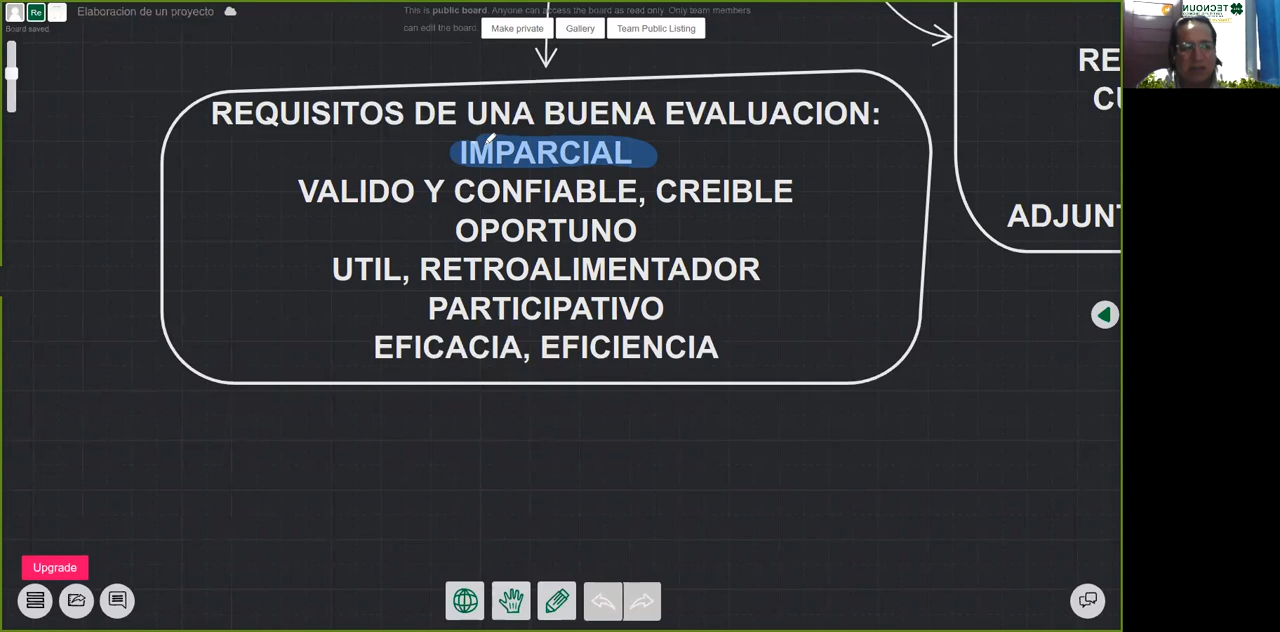 Re
Elaboracion de un proyecto
Board saved
This is public board. Anyone can access the board as read only. Only team members
can edit the board
Make private
Gallery
Team Public Listing
TECNOUN
RE
CU
ADJUNT
REQUISITOS DE UNA BUENA EVALUACION:
IMPARCIAL
VALIDO Y CONFIABLE, CREIBLE
OPORTUNO
UTIL, RETROALIMENTADOR
PARTICIPATIVO
EFICACIA, EFICIENCIA
Upgrade